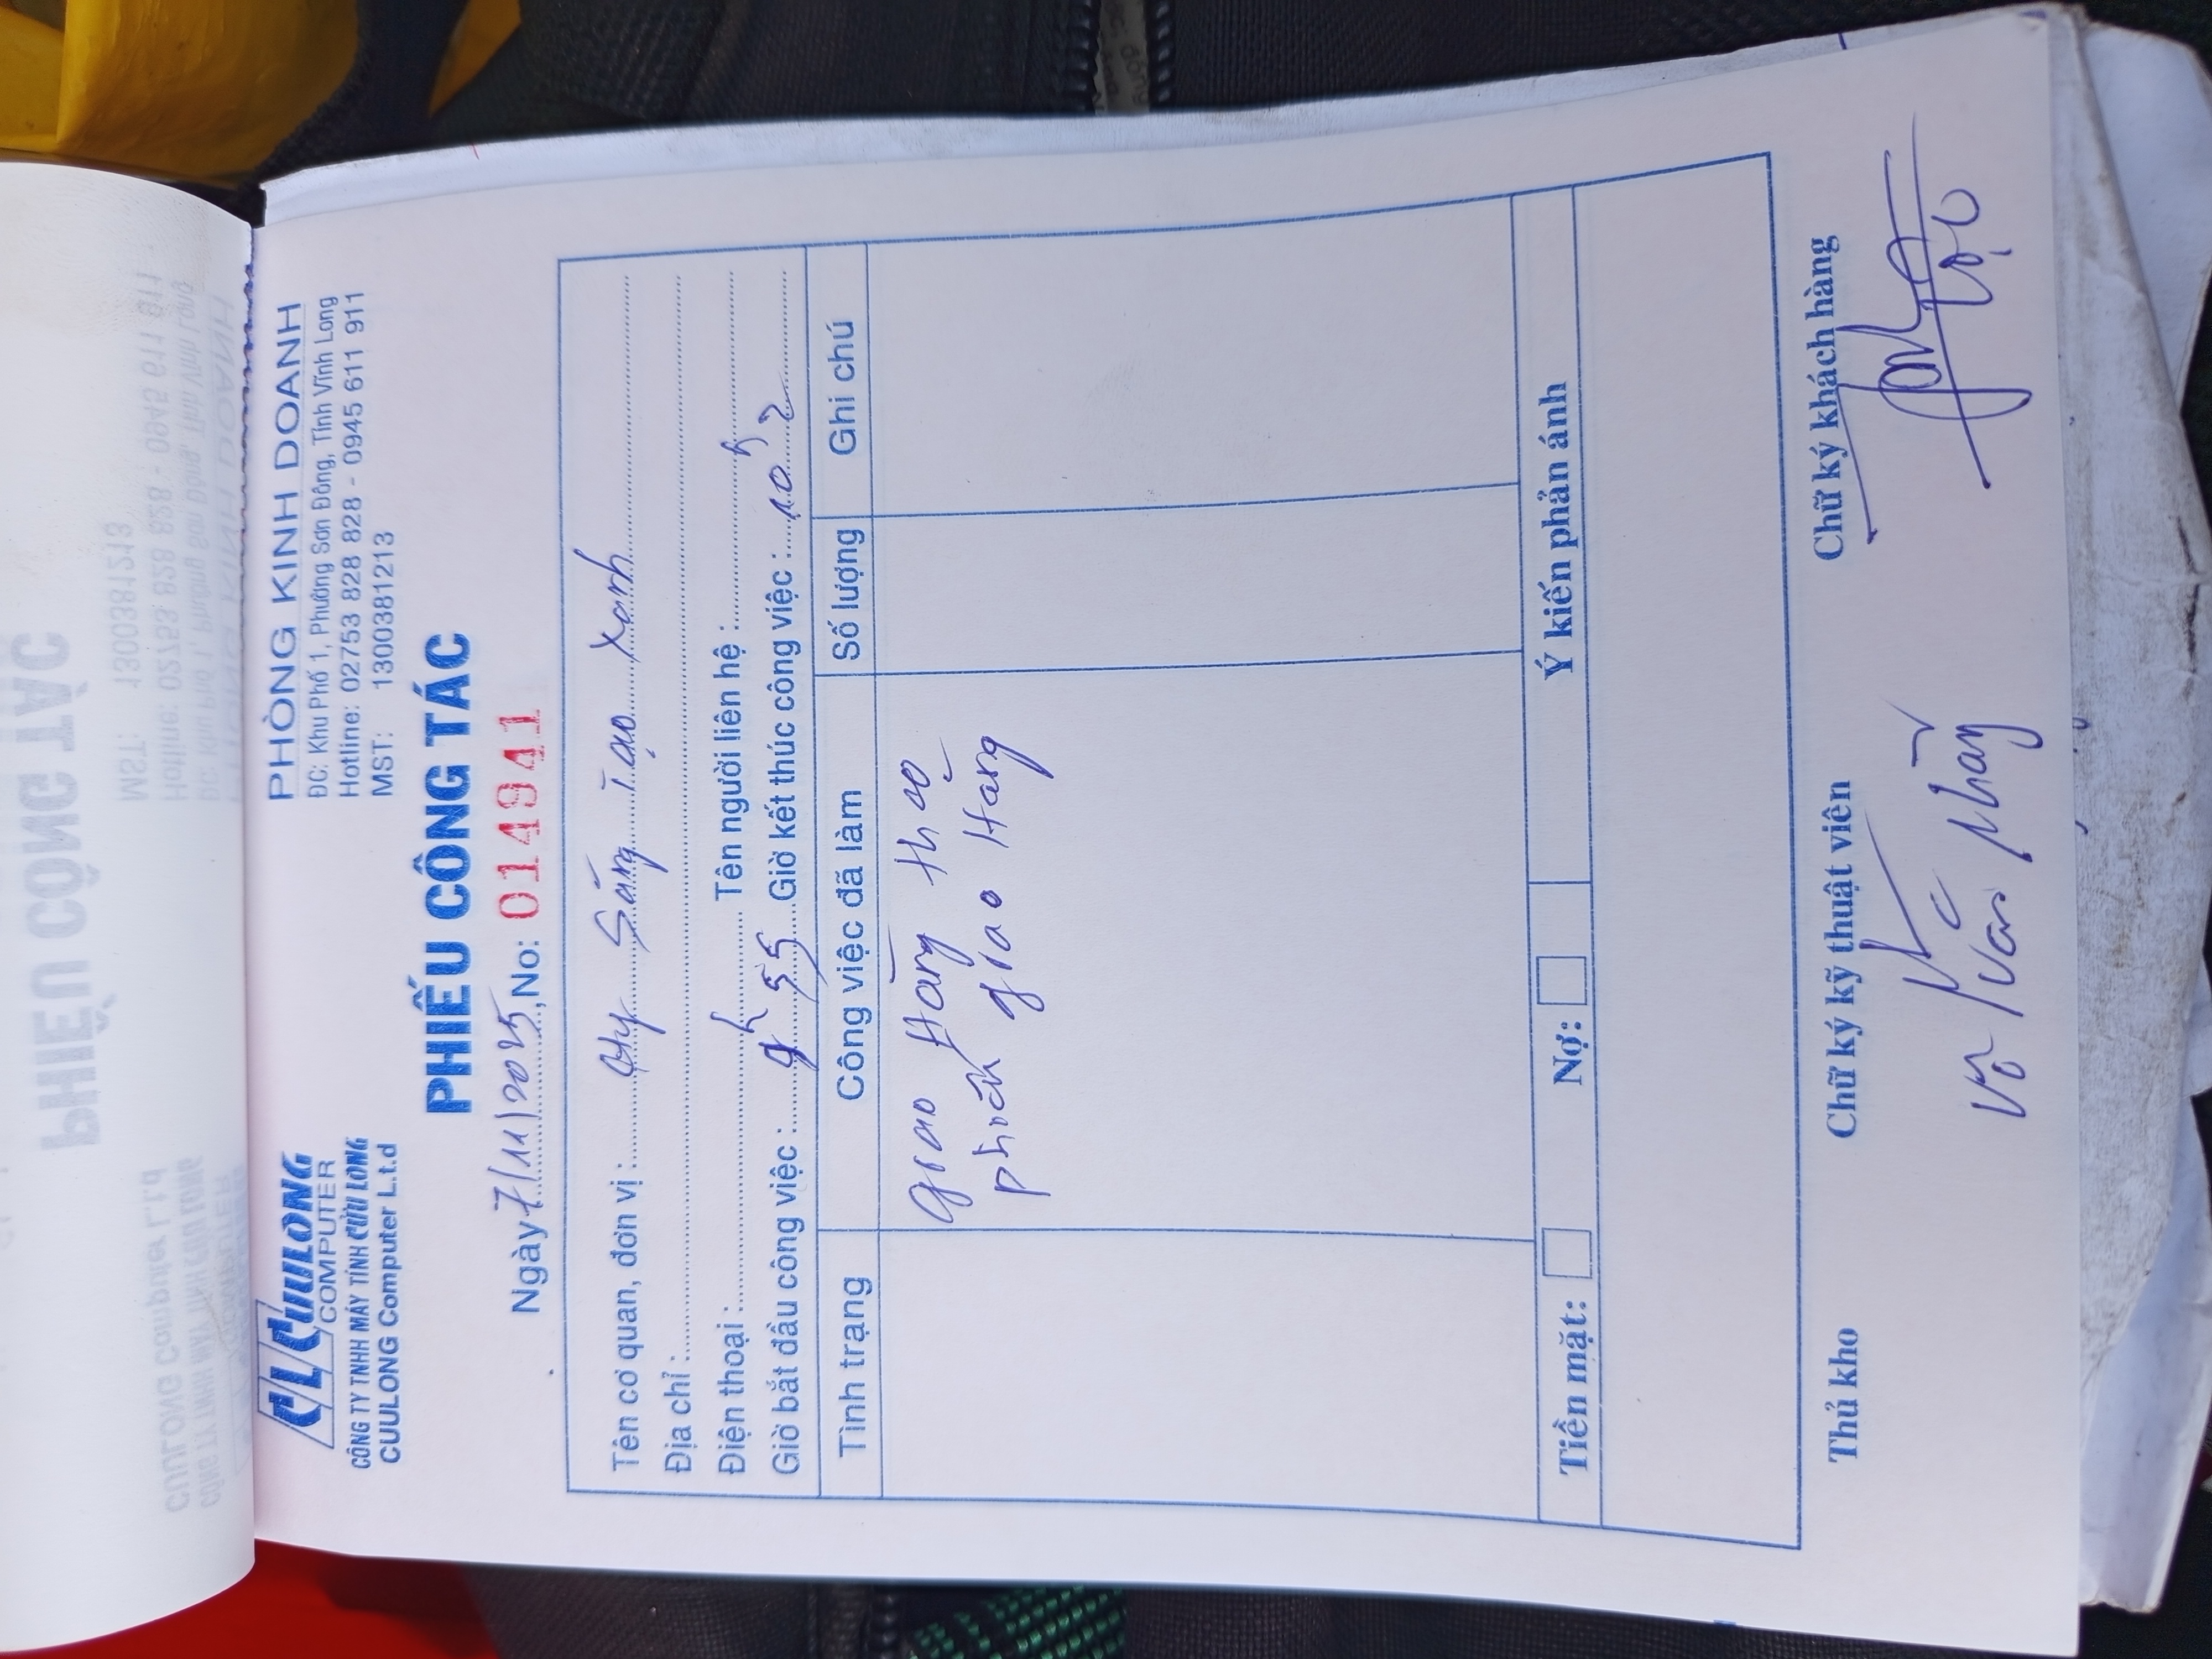 CLCUULONG
COMPUTER
CÔNG TY TNHH MÁY TÍNH CỬU LONG
CUULONG Computer L.t.d
PHÒNG KINH DOANH
ĐC: Khu Phố 1, Phường Sơn Đông, Tỉnh Vĩnh Long
Hotline: 02753 828 828 - 0945 611 911
MST: 1300381213
PHIẾU CÔNG TÁC
Ngày 7/11/2025, No: 014941
Tên cơ quan, đơn vị: Cty Sáng Tạo Xanh
Địa chỉ:
Điện thoại: Tên người liên hệ:
Giờ bắt đầu công việc: 9h55 Giờ kết thúc công việc: 10h2
Tình trạng Công việc đã làm Số lượng Ghi chú
giao Hàng theo
phiếu giao Hàng
Tiền mặt: Nợ: Ý kiến phản ánh
Thủ kho Chữ ký kỹ thuật viên Chữ ký khách hàng
Võ Văn Nhàn
Lộc